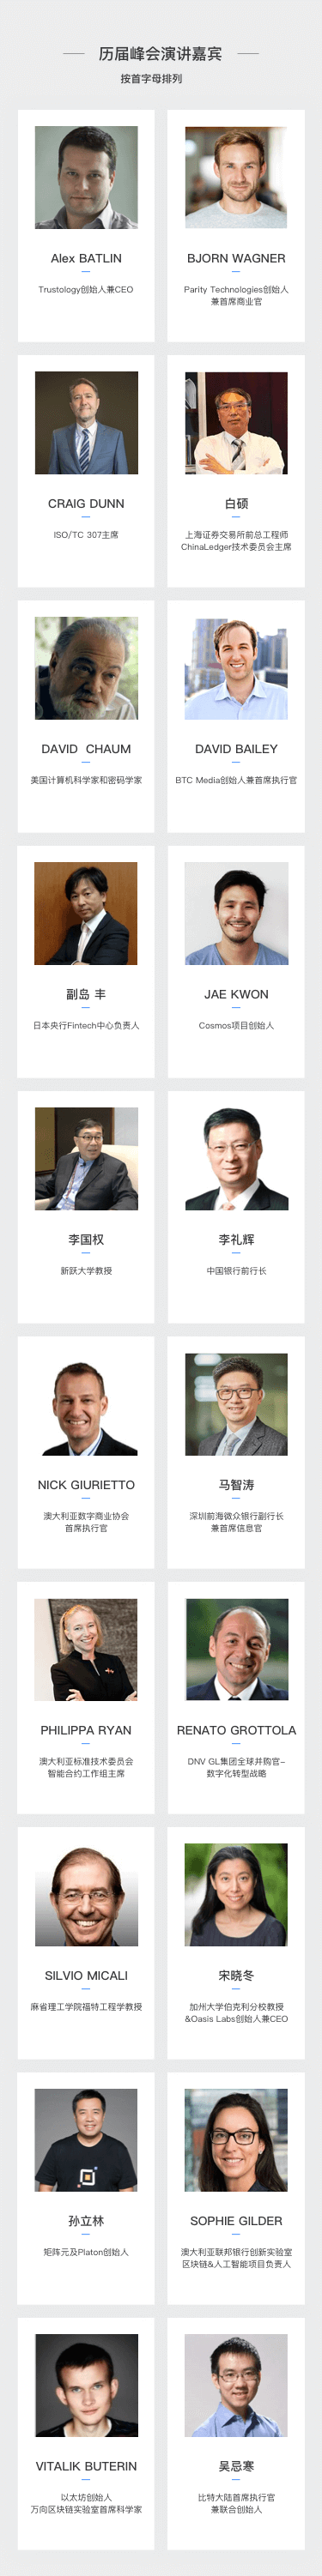 历届峰会演讲嘉宾
按首字母排列
Alex BATLIN
Trustology创始人兼CEO
BJORN WAGNER
Parity Technologies创始人
兼首席商业官
CRAIG DUNN
ISO/TC 307主席
白硕
上海证券交易所前总工程师
ChinaLedger技术委员会主席
DAVID CHAUM
美国计算机科学家和密码学家
DAVID BAILEY
BTC Media创始人兼首席执行官
副岛 丰
日本央行Fintech中心负责人
JAE KWON
Cosmos项目创始人
李国权
新跃大学教授
李礼辉
中国银行前行长
NICK GIURIETTO
澳大利亚数字商业协会
首席执行官
马智涛
深圳前海微众银行副行长
兼首席信息官
PHILIPPA RYAN
澳大利亚标准技术委员会
智能合约工作组主席
RENATO GROTTOLA
DNV GL集团全球并购官-
数字化转型战略
SILVIO MICALI
麻省理工学院福特工程学教授
宋晓冬
加州大学伯克利分校教授
&Oasis Labs创始人兼CEO
孙立林
矩阵元及Platon创始人
SOPHIE GILDER
澳大利亚联邦银行创新实验室
区块链&人工智能项目负责人
VITALIK BUTERIN
以太坊创始人
万向区块链实验室首席科学家
吴忌寒
比特大陆首席执行官
兼联合创始人